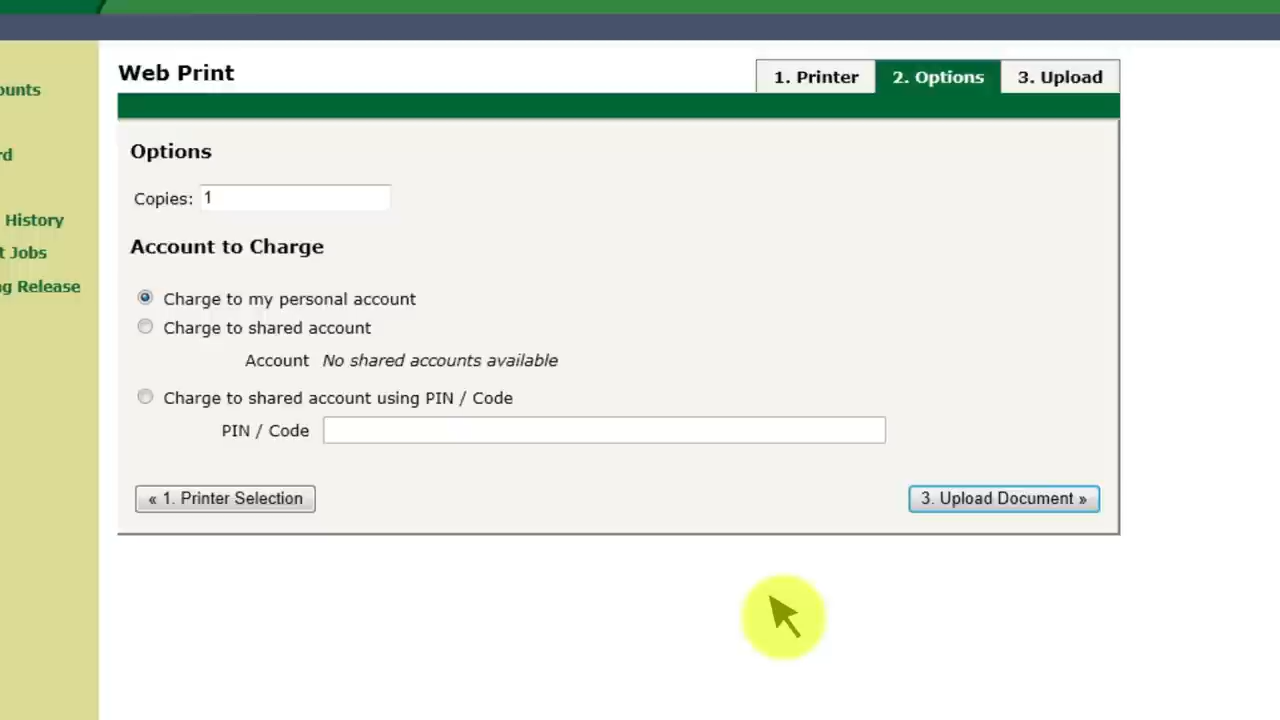 Web Print
1. Printer
2. Options
3. Upload
ounts
rd
History
t Jobs
g Release
Options
Copies: 1
Account to Charge
Charge to my personal account
Charge to shared account
Account No shared accounts available
Charge to shared account using PIN / Code
PIN / Code
« 1. Printer Selection
3. Upload Document »